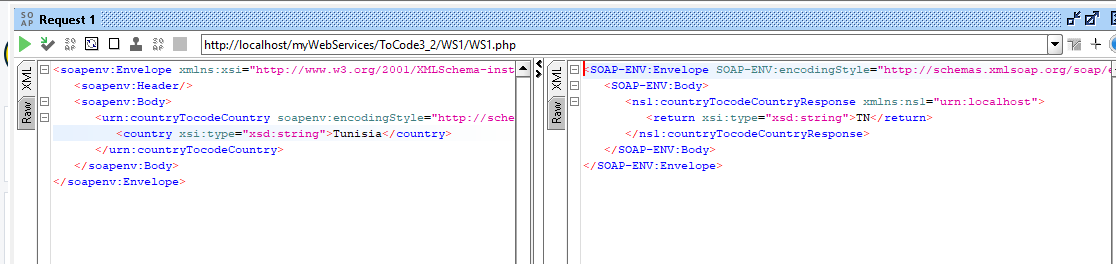 SO AP Request 1
http://localhost/myWebServices/ToCode3_2/WS1/WS1.php
XML
Raw
<soapenv:Envelope xmlns:xsi="http://www.w3.org/2001/XMLSchema-inst
<soapenv:Header/>
<soapenv:Body>
<urn:countryTocodeCountry soapenv:encodingStyle="http://sche
<country xsi:type="xsd:string">Tunisia</country>
</urn:countryTocodeCountry>
</soapenv:Body>
</soapenv:Envelope>
XML
Raw
<SOAP-ENV:Envelope SOAP-ENV:encodingStyle="http://schemas.xmlsoap.org/soap/e
<SOAP-ENV:Body>
<ns1:countryTocodeCountryResponse xmlns:ns1="urn:localhost">
<return xsi:type="xsd:string">TN</return>
</ns1:countryTocodeCountryResponse>
</SOAP-ENV:Body>
</SOAP-ENV:Envelope>